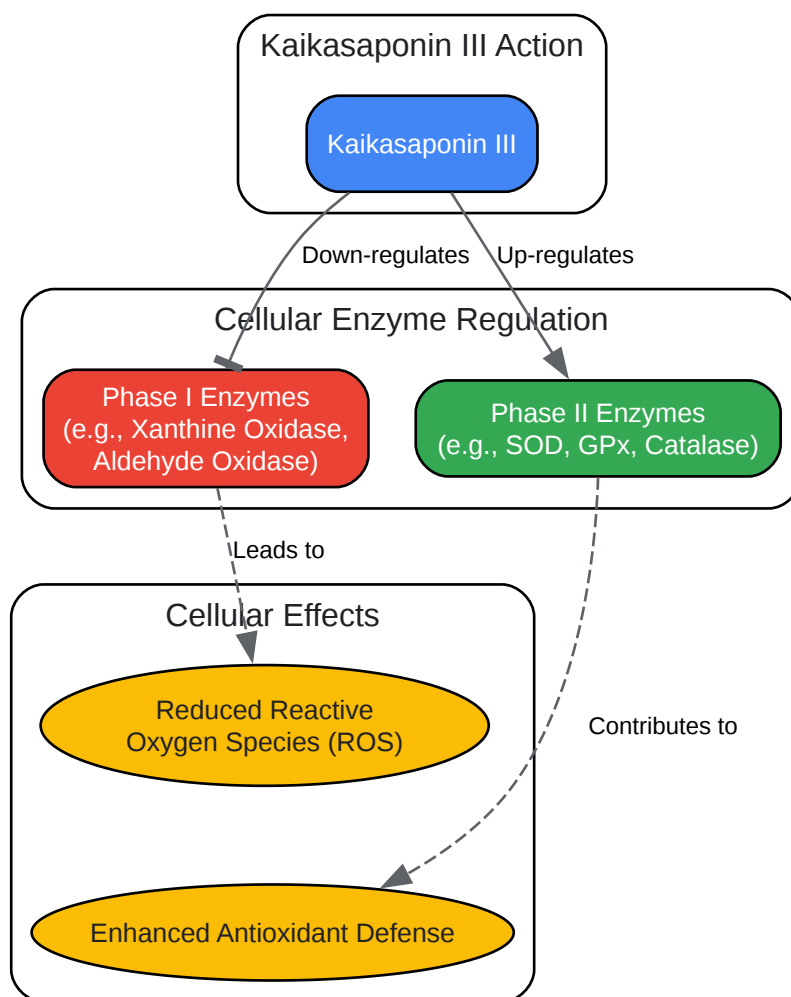 Kaikasaponin III Action
Kaikasaponin III
Down-regulates
Up-regulates
Cellular Enzyme Regulation
Phase I Enzymes
(e.g., Xanthine Oxidase,
Aldehyde Oxidase)
Phase II Enzymes
(e.g., SOD, GPx, Catalase)
Leads to
Cellular Effects
Reduced Reactive
Oxygen Species (ROS)
Contributes to
Enhanced Antioxidant Defense